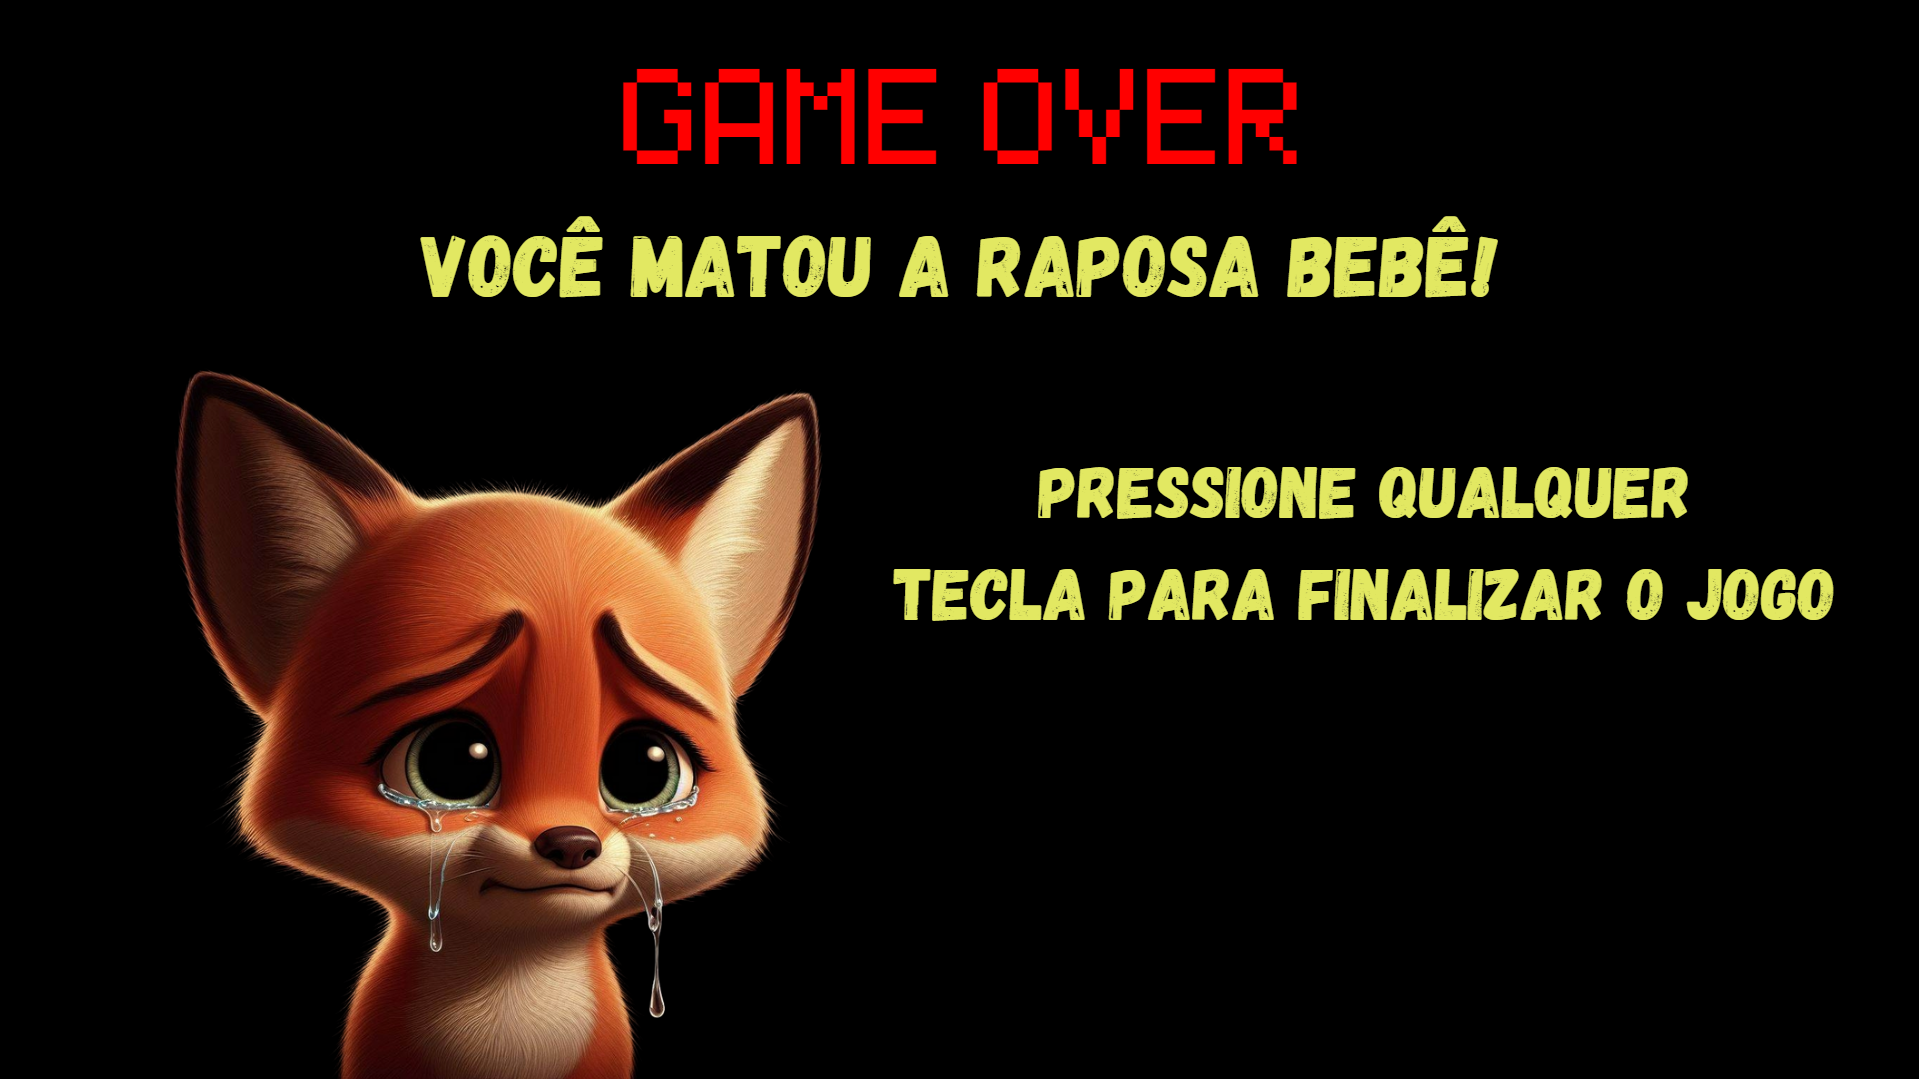 GAME OVER
VOCÊ MATOU A RAPOSA BEBÊ!
PRESSIONE QUALQUER
TECLA PARA FINALIZAR O JOGO